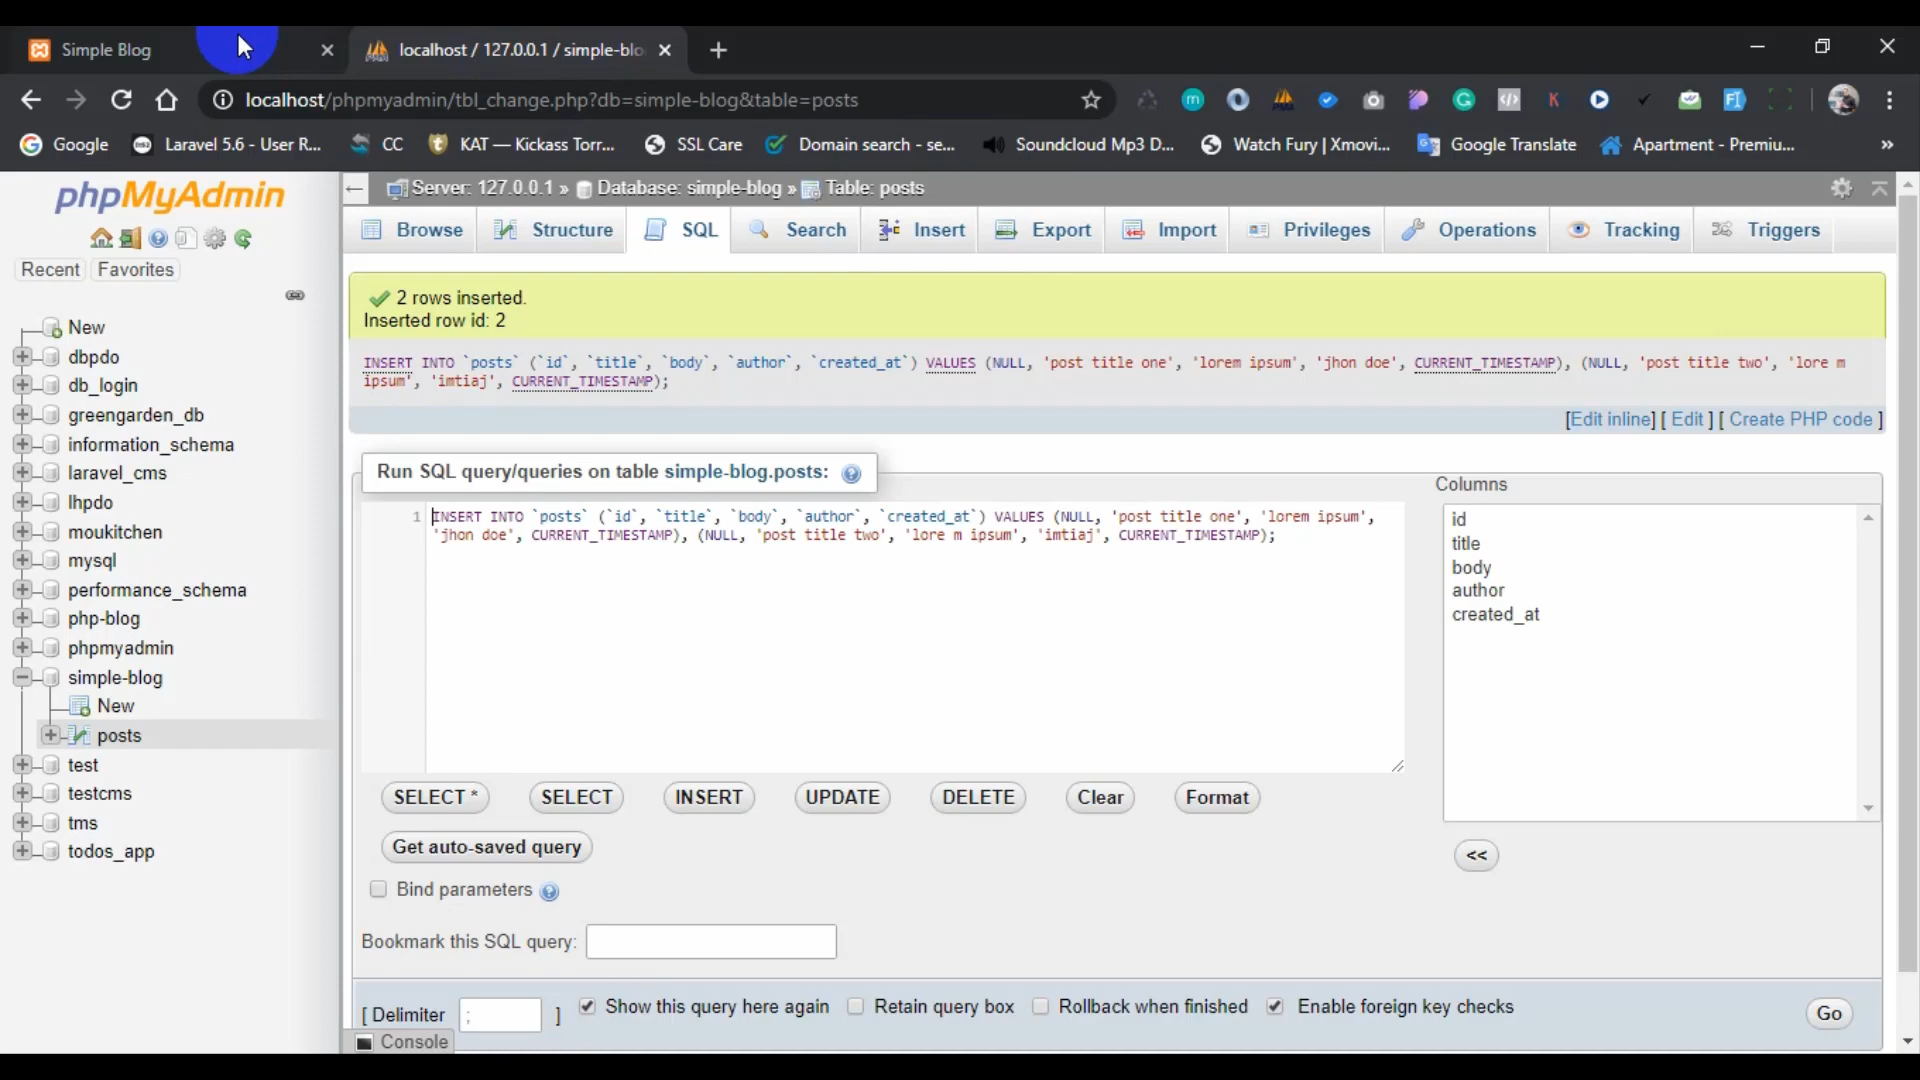 Simple Blog
localhost / 127.0.0.1 / simple-blo
localhost/phpmyadmin/tbl_change.php?db=simple-blog&table=posts
Google
Laravel 5.6 - User R...
CC
KAT — Kickass Torr...
SSL Care
Domain search - se...
Soundcloud Mp3 D...
Watch Fury | Xmovi...
Google Translate
Apartment - Premiu...
»
phpMyAdmin
Recent
Favorites
New
dbpdo
db_login
greengarden_db
information_schema
laravel_cms
lhpdo
moukitchen
mysql
performance_schema
php-blog
phpmyadmin
simple-blog
New
posts
test
testcms
tms
todos_app
Server: 127.0.0.1 » Database: simple-blog » Table: posts
Browse
Structure
SQL
Search
Insert
Export
Import
Privileges
Operations
Tracking
Triggers
2 rows inserted.
Inserted row id: 2
INSERT INTO `posts` (`id`, `title`, `body`, `author`, `created_at`) VALUES (NULL, 'post title one', 'lorem ipsum', 'jhon doe', CURRENT_TIMESTAMP), (NULL, 'post title two', 'lore m
ipsum', 'imtiaj', CURRENT_TIMESTAMP);
[Edit inline] [ Edit ] [ Create PHP code ]
Run SQL query/queries on table simple-blog.posts:
1
INSERT INTO `posts` (`id`, `title`, `body`, `author`, `created_at`) VALUES (NULL, 'post title one', 'lorem ipsum',
'jhon doe', CURRENT_TIMESTAMP), (NULL, 'post title two', 'lore m ipsum', 'imtiaj', CURRENT_TIMESTAMP);
Columns
id
title
body
author
created_at
SELECT *
SELECT
INSERT
UPDATE
DELETE
Clear
Format
Get auto-saved query
<<
Bind parameters
Bookmark this SQL query:
[ Delimiter ; ]
Show this query here again
Retain query box
Rollback when finished
Enable foreign key checks
Go
Console